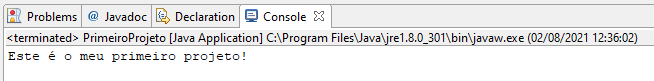 Problems @ Javadoc Declaration Console
<terminated> PrimeiroProjeto [Java Application] C:\Program Files\Java\jre1.8.0_301\bin\javaw.exe (02/08/2021 12:36:02)
Este é o meu primeiro projeto!